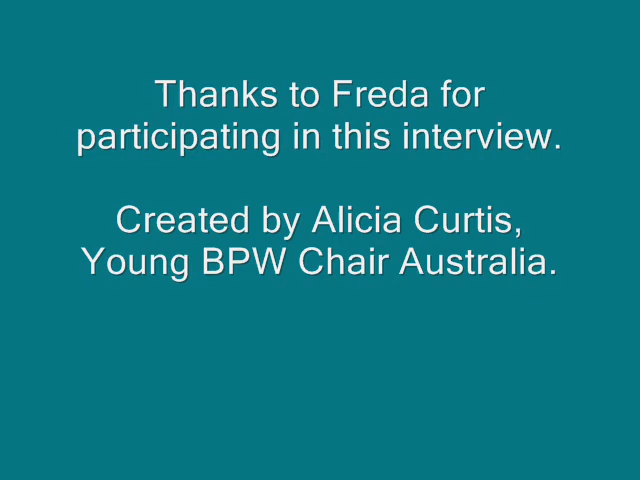 Thanks to Freda for
participating in this interview.
Created by Alicia Curtis,
Young BPW Chair Australia.